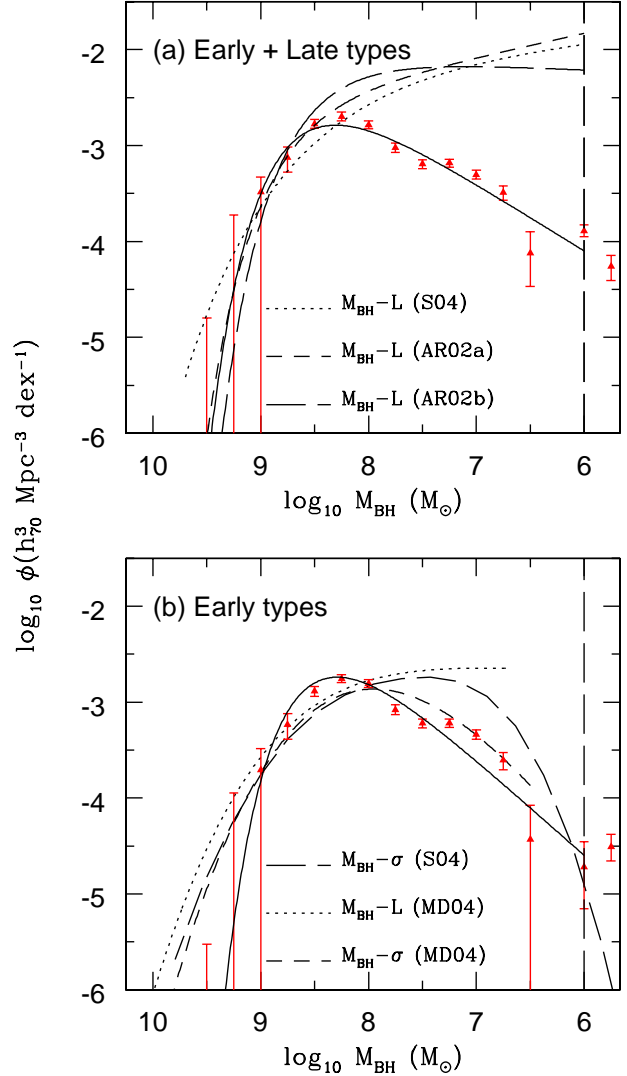 (a) Early + Late types
-2
-3
-4
-5
-6
M_BH-L (S04)
M_BH-L (AR02a)
M_BH-L (AR02b)
10 9 8 7 6
log₁₀ M_BH (M_⊙)
log₁₀ ϕ(h³₇₀ Mpc⁻³ dex⁻¹)
(b) Early types
-2
-3
-4
-5
-6
M_BH-σ (S04)
M_BH-L (MD04)
M_BH-σ (MD04)
10 9 8 7 6
log₁₀ M_BH (M_⊙)